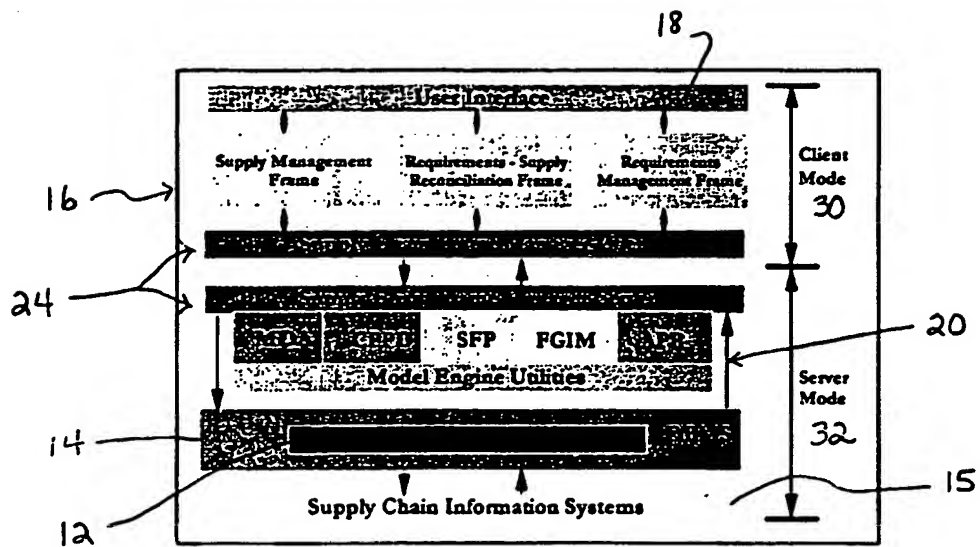 18
User Interface
Supply Management
Frame
Requirements - Supply
Reconciliation Frame
Requirements
Management Frame
Client
Mode
30
16
24
SFP
FGIM
APR
Model Engine Utilities
20
Server
Mode
32
14
12
Supply Chain Information Systems
15